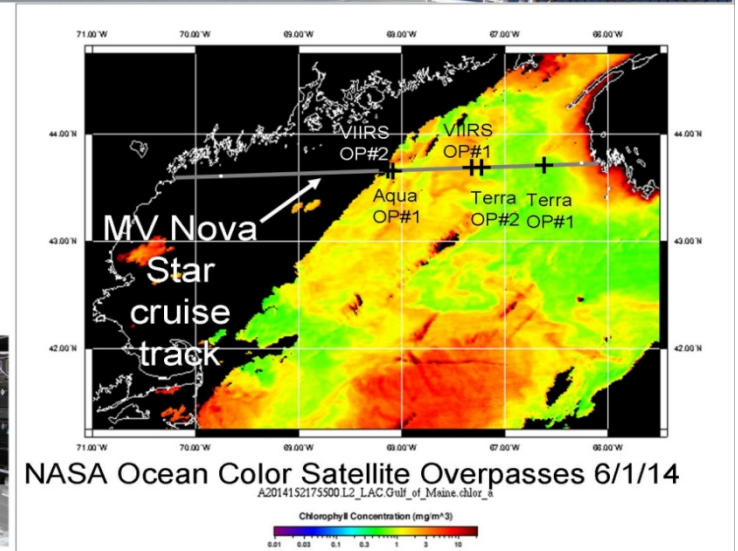 71.00'W 70.00'W 69.00'W 68.00'W 67.00'W 66.00'W
44.00'N 44.00'N
VIIRS OP#2
VIIRS OP#1
Aqua OP#1
Terra OP#2
Terra OP#1
MV Nova
Star
cruise
track
43.00'N 43.00'N
42.00'N 42.00'N
71.00'W 70.00'W 69.00'W 68.00'W 67.00'W 66.00'W
NASA Ocean Color Satellite Overpasses 6/1/14
A2014152175500.L2_LAC.Gulf_of_Maine.chlor_a
Chlorophyll Concentration (mg/m^3)
0.01 0.03 0.1 0.3 1 3 10